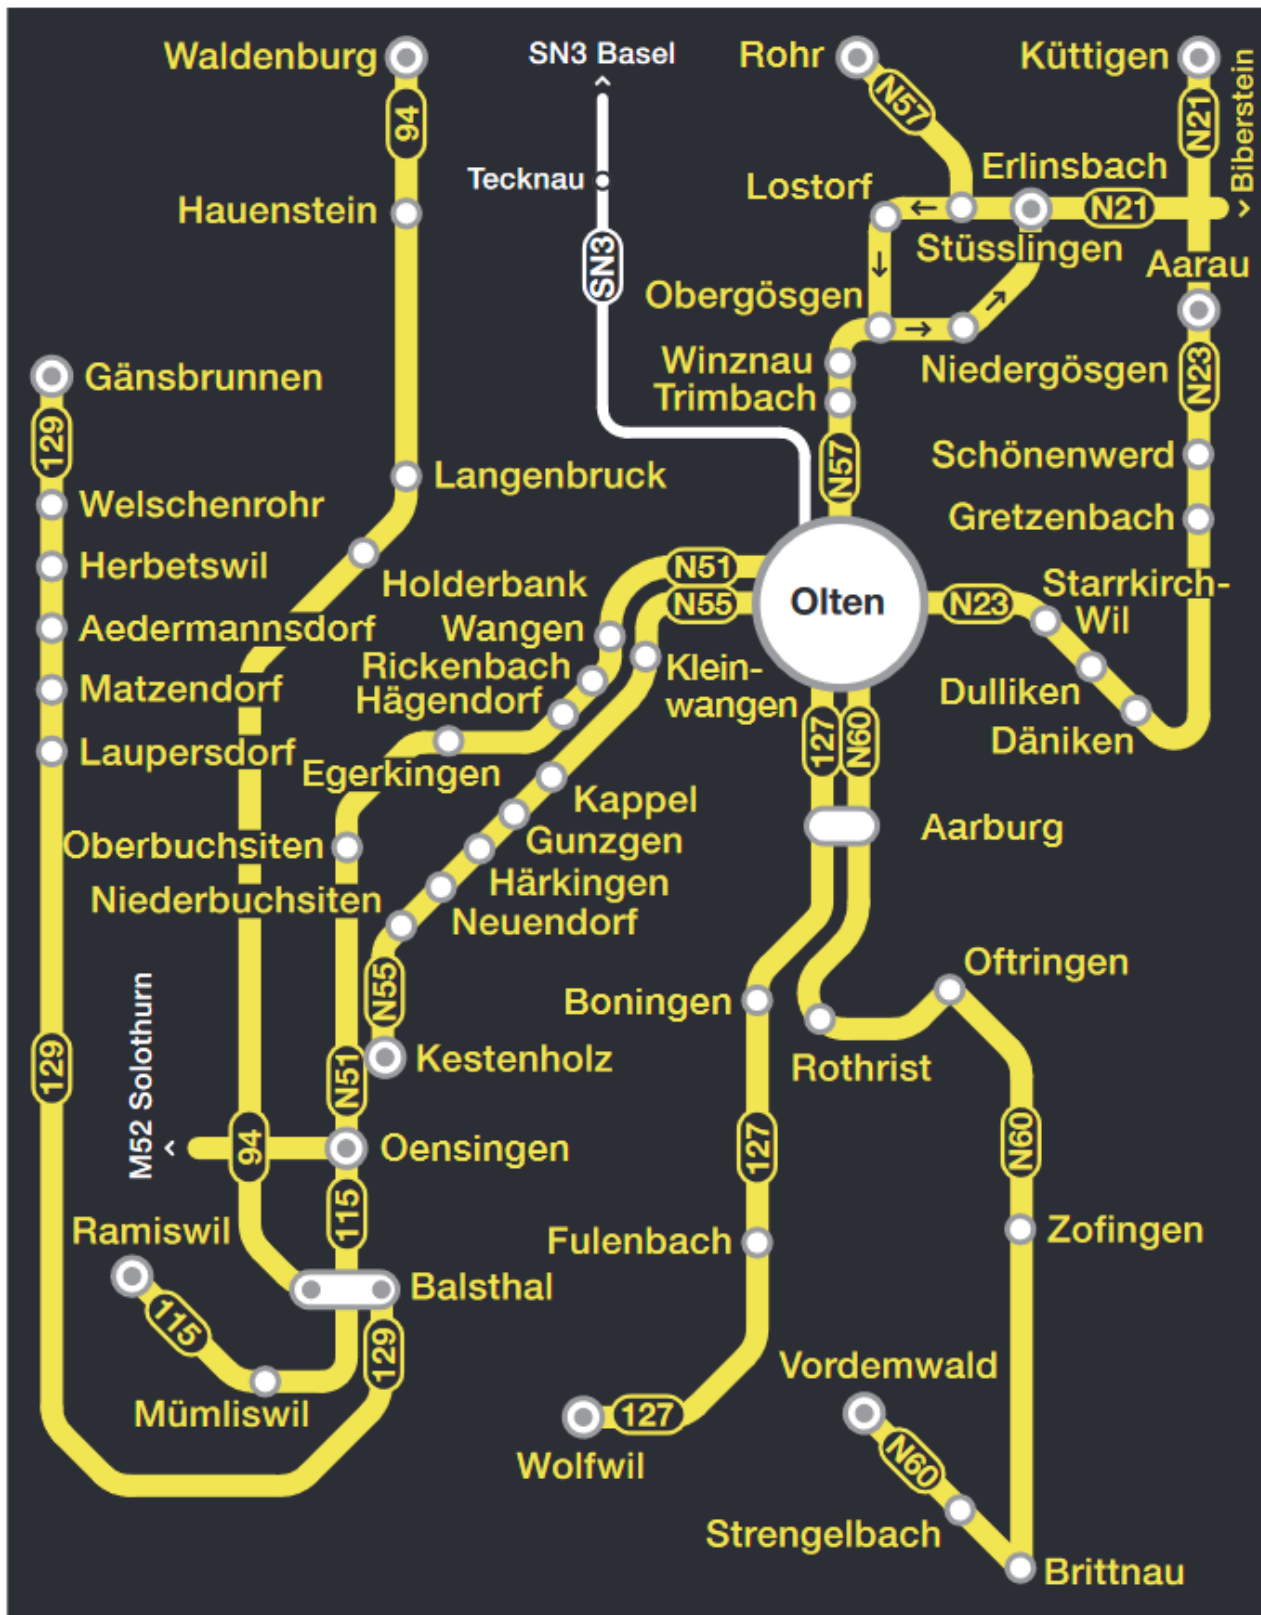 Waldenburg
SN3 Basel
Rohr
Küttigen
94
N57
N21
Biberstein
Tecknau
Erlinsbach
Lostorf
Hauenstein
N21
SN3
Stüsslingen
Aarau
Obergösgen
Winznau
Niedergösgen
N23
Gänsbrunnen
Trimbach
129
Schönenwerd
Langenbruck
N57
Welschenrohr
Gretzenbach
Herbetswil
Holderbank
N51
Starrkirch-
Wil
N55
Olten
N23
Aedermannsdorf
Wangen
Rickenbach
Klein-
wangen
Matzendorf
Hägendorf
Dulliken
127
N60
Däniken
Laupersdorf
Egerkingen
Kappel
Aarburg
Oberbuchsiten
Gunzgen
Härkingen
Niederbuchsiten
Neuendorf
Oftringen
N55
Boningen
M52 Solothurn
129
N51
Kestenholz
Rothrist
94
Oensingen
127
N60
115
Ramiswil
Fulenbach
Zofingen
Balsthal
115
129
Vordemwald
Mümliswil
127
Wolfwil
N60
Strengelbach
Brittnau